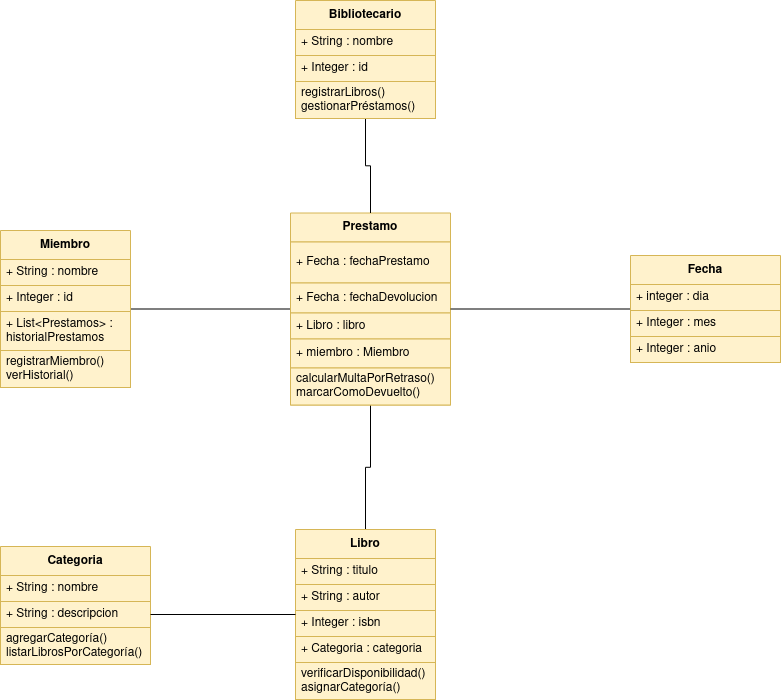 Bibliotecario
+ String : nombre
+ Integer : id
registrarLibros()
gestionarPréstamos()
Miembro
+ String : nombre
+ Integer : id
+ List<Prestamos> :
historialPrestamos
registrarMiembro()
verHistorial()
Prestamo
+ Fecha : fechaPrestamo
+ Fecha : fechaDevolucion
+ Libro : libro
+ miembro : Miembro
calcularMultaPorRetraso()
marcarComoDevuelto()
Fecha
+ integer : dia
+ Integer : mes
+ Integer : anio
Categoria
+ String : nombre
+ String : descripcion
agregarCategoría()
listarLibrosPorCategoría()
Libro
+ String : titulo
+ String : autor
+ Integer : isbn
+ Categoria : categoria
verificarDisponibilidad()
asignarCategoría()